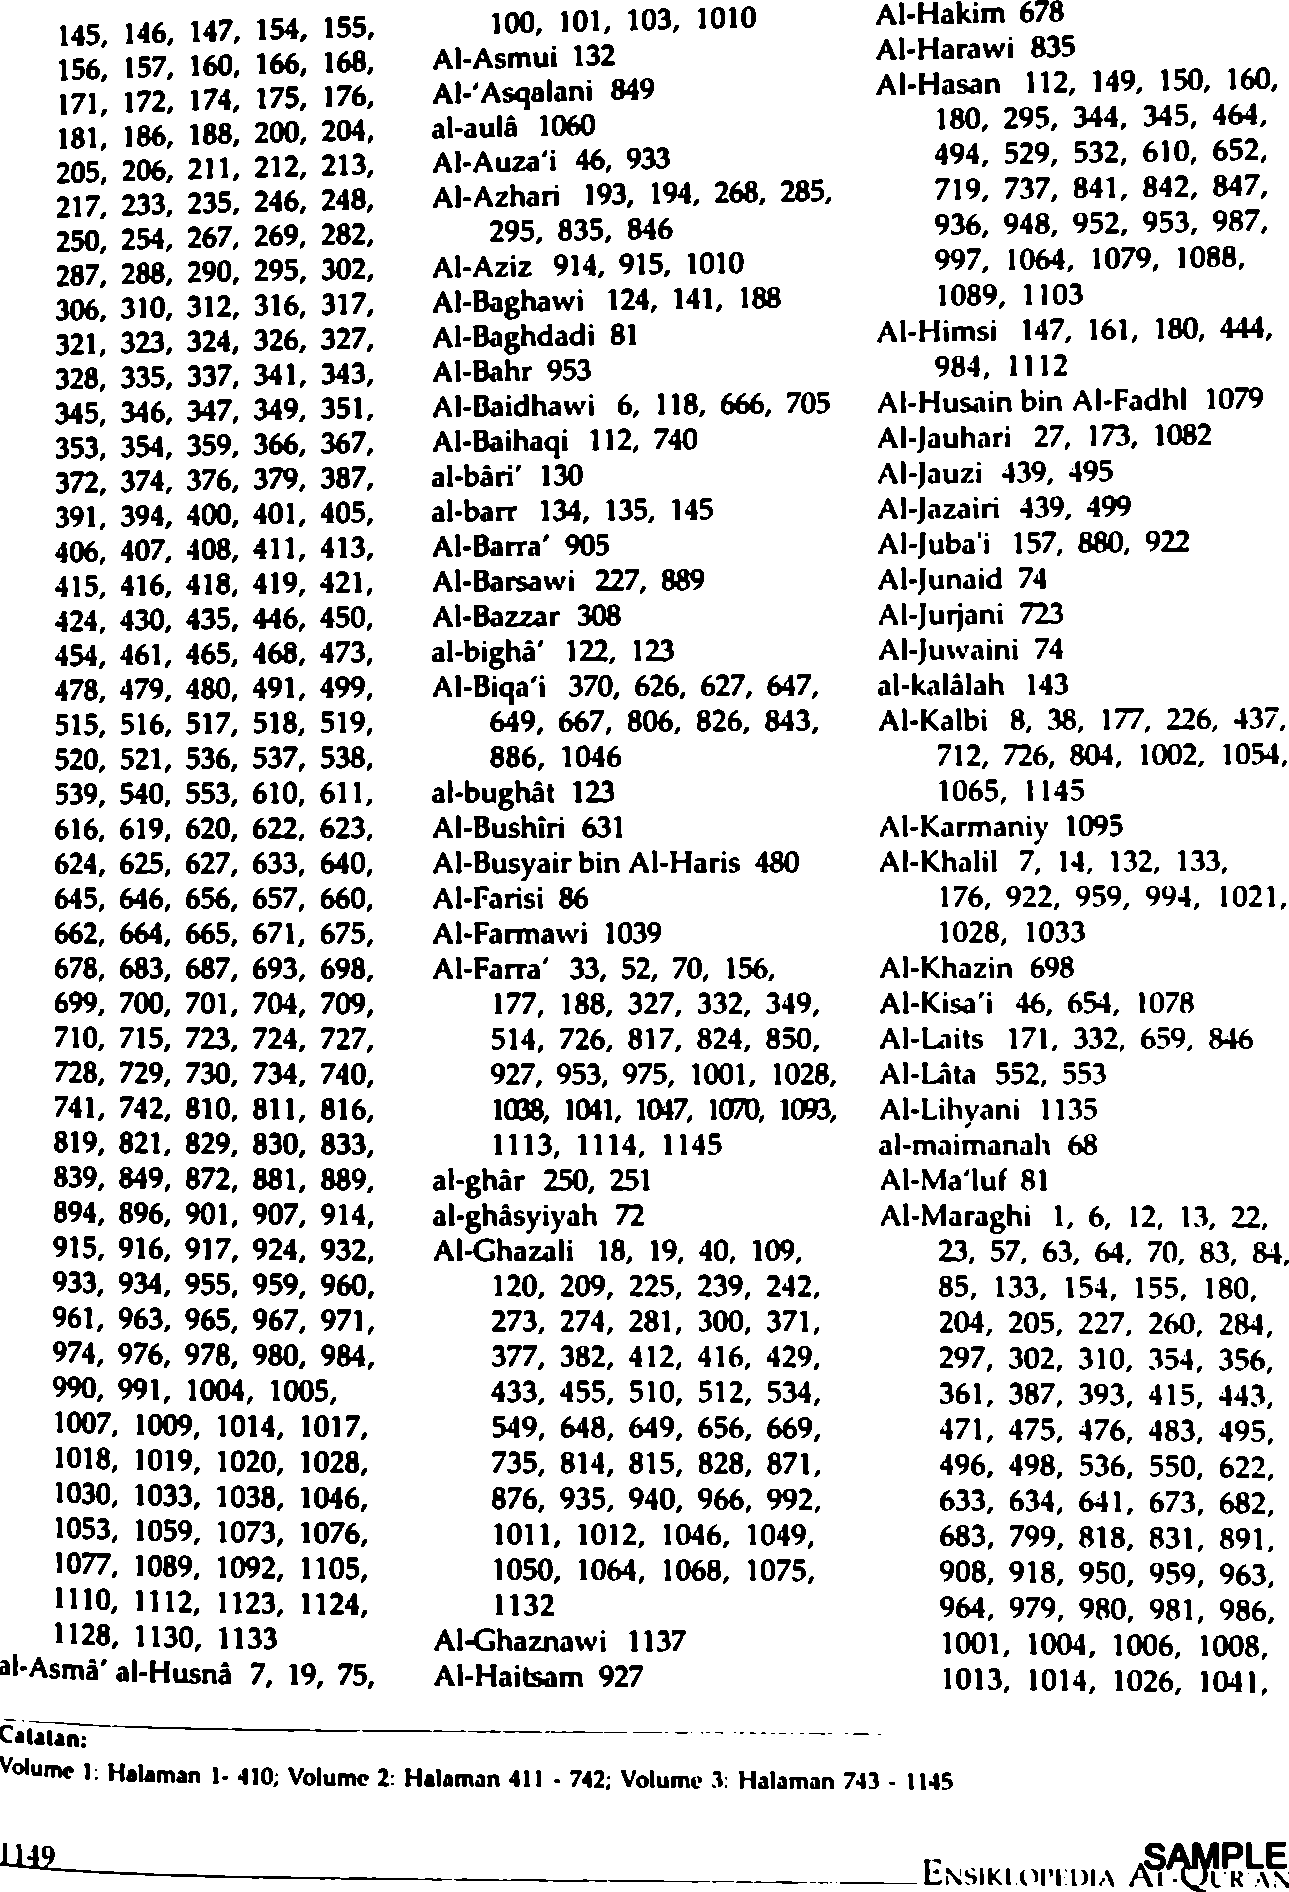 145, 146, 147, 154, 155,
156, 157, 160, 166, 168,
171, 172, 174, 175, 176,
181, 186, 188, 200, 204,
205, 206, 211, 212, 213,
217, 233, 235, 246, 248,
250, 254, 267, 269, 282,
287, 288, 290, 295, 302,
306, 310, 312, 316, 317,
321, 323, 324, 326, 327,
328, 335, 337, 341, 343,
345, 346, 347, 349, 351,
353, 354, 359, 366, 367,
372, 374, 376, 379, 387,
391, 394, 400, 401, 405,
406, 407, 408, 411, 413,
415, 416, 418, 419, 421,
424, 430, 435, 446, 450,
454, 461, 465, 468, 473,
478, 479, 480, 491, 499,
515, 516, 517, 518, 519,
520, 521, 536, 537, 538,
539, 540, 553, 610, 611,
616, 619, 620, 622, 623,
624, 625, 627, 633, 640,
645, 646, 656, 657, 660,
662, 664, 665, 671, 675,
678, 683, 687, 693, 698,
699, 700, 701, 704, 709,
710, 715, 723, 724, 727,
728, 729, 730, 734, 740,
741, 742, 810, 811, 816,
819, 821, 829, 830, 833,
839, 849, 872, 881, 889,
894, 896, 901, 907, 914,
915, 916, 917, 924, 932,
933, 934, 955, 959, 960,
961, 963, 965, 967, 971,
974, 976, 978, 980, 984,
990, 991, 1004, 1005,
1007, 1009, 1014, 1017,
1018, 1019, 1020, 1028,
1030, 1033, 1038, 1046,
1053, 1059, 1073, 1076,
1077, 1089, 1092, 1105,
1110, 1112, 1123, 1124,
1128, 1130, 1133
al-Asmâ' al-Husnâ 7, 19, 75,
100, 101, 103, 1010
Al-Asmui 132
Al-'Asqalani 849
al-aulâ 1060
Al-Auza'i 46, 933
Al-Azhari 193, 194, 268, 285,
295, 835, 846
Al-Aziz 914, 915, 1010
Al-Baghawi 124, 141, 188
Al-Baghdadi 81
Al-Bahr 953
Al-Baidhawi 6, 118, 666, 705
Al-Baihaqi 112, 740
al-bâri' 130
al-barr 134, 135, 145
Al-Barra' 905
Al-Barsawi 227, 889
Al-Bazzar 308
al-bighâ' 122, 123
Al-Biqa'i 370, 626, 627, 647,
649, 667, 806, 826, 843,
886, 1046
al-bughât 123
Al-Bushîri 631
Al-Busyair bin Al-Haris 480
Al-Farisi 86
Al-Farmawi 1039
Al-Farra' 33, 52, 70, 156,
177, 188, 327, 332, 349,
514, 726, 817, 824, 850,
927, 953, 975, 1001, 1028,
1038, 1041, 1047, 1070, 1093,
1113, 1114, 1145
al-ghâr 250, 251
al-ghâsyiyah 72
Al-Ghazali 18, 19, 40, 109,
120, 209, 225, 239, 242,
273, 274, 281, 300, 371,
377, 382, 412, 416, 429,
433, 455, 510, 512, 534,
549, 648, 649, 656, 669,
735, 814, 815, 828, 871,
876, 935, 940, 966, 992,
1011, 1012, 1046, 1049,
1050, 1064, 1068, 1075,
1132
Al-Ghaznawi 1137
Al-Haitsam 927
Al-Hakim 678
Al-Harawi 835
Al-Hasan 112, 149, 150, 160,
180, 295, 344, 345, 464,
494, 529, 532, 610, 652,
719, 737, 841, 842, 847,
936, 948, 952, 953, 987,
997, 1064, 1079, 1088,
1089, 1103
Al-Himsi 147, 161, 180, 444,
984, 1112
Al-Husain bin Al-Fadhl 1079
Al-Jauhari 27, 173, 1082
Al-Jauzi 439, 495
Al-Jazairi 439, 499
Al-Juba'i 157, 880, 922
Al-Junaid 74
Al-Jurjani 723
Al-Juwaini 74
al-kalâlah 143
Al-Kalbi 8, 38, 177, 226, 437,
712, 726, 804, 1002, 1054,
1065, 1145
Al-Karmaniy 1095
Al-Khalil 7, 14, 132, 133,
176, 922, 959, 994, 1021,
1028, 1033
Al-Khazin 698
Al-Kisa'i 46, 654, 1078
Al-Laits 171, 332, 659, 846
Al-Lâta 552, 553
Al-Lihyani 1135
al-maimanah 68
Al-Ma'luf 81
Al-Maraghi 1, 6, 12, 13, 22,
23, 57, 63, 64, 70, 83, 84,
85, 133, 154, 155, 180,
204, 205, 227, 260, 284,
297, 302, 310, 354, 356,
361, 387, 393, 415, 443,
471, 475, 476, 483, 495,
496, 498, 536, 550, 622,
633, 634, 641, 673, 682,
683, 799, 818, 831, 891,
908, 918, 950, 959, 963,
964, 979, 980, 981, 986,
1001, 1004, 1006, 1008,
1013, 1014, 1026, 1041,
Catatan:
Volume 1: Halaman 1- 410; Volume 2: Halaman 411 - 742; Volume 3: Halaman 743 - 1145
1149
SAMPLE
ENSIKLOPEDIA AL-QUR'AN